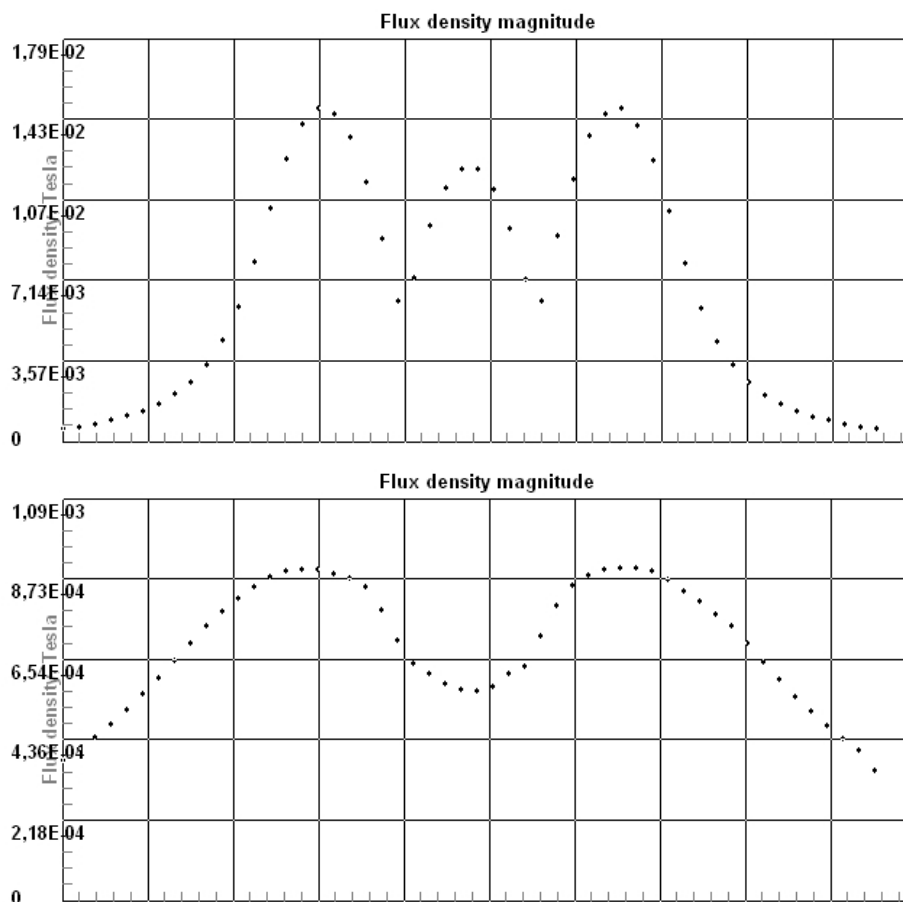 Flux density magnitude
1,79E-02
1,43E-02
1,07E-02
7,14E-03
3,57E-03
0
Flux density, Tesla
Flux density magnitude
1,09E-03
8,73E-04
6,54E-04
4,36E-04
2,18E-04
0
Flux density, Tesla